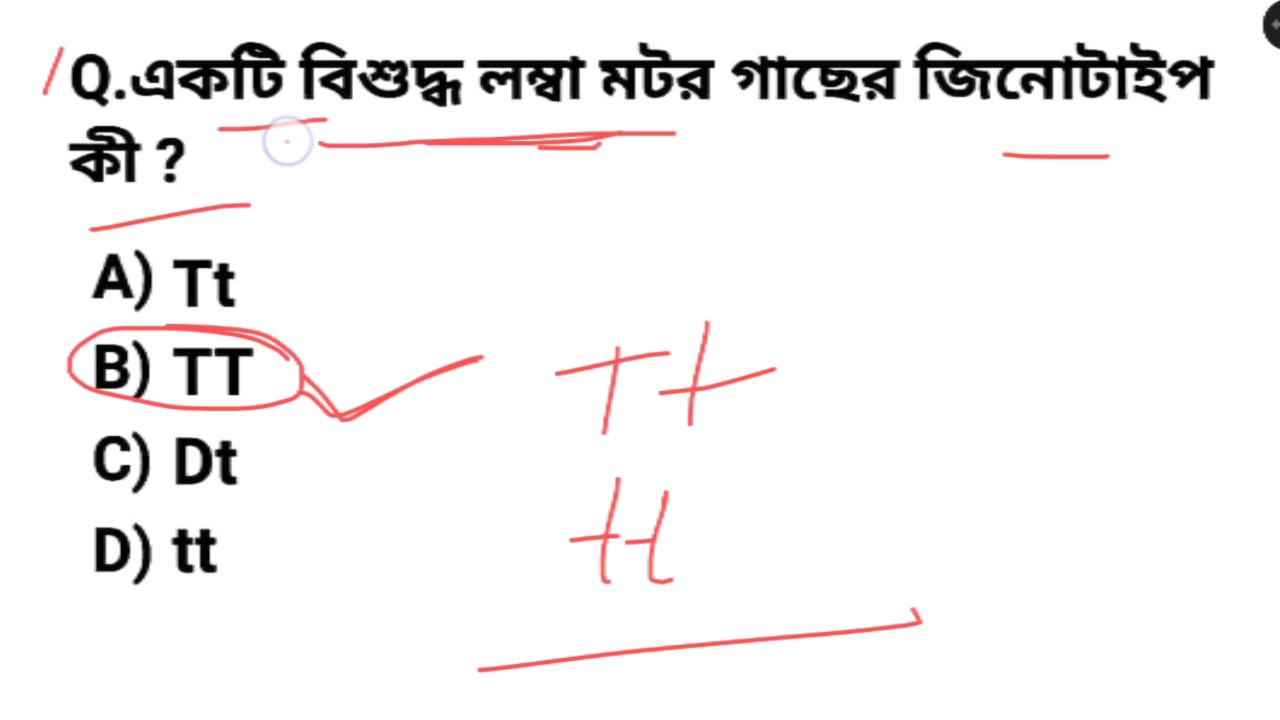 Q.একটি বিশুদ্ধ লম্বা মটর গাছের জিনোটাইপ
কী ?
A) Tt
B) TT
C) Dt
D) tt
Tt
tt